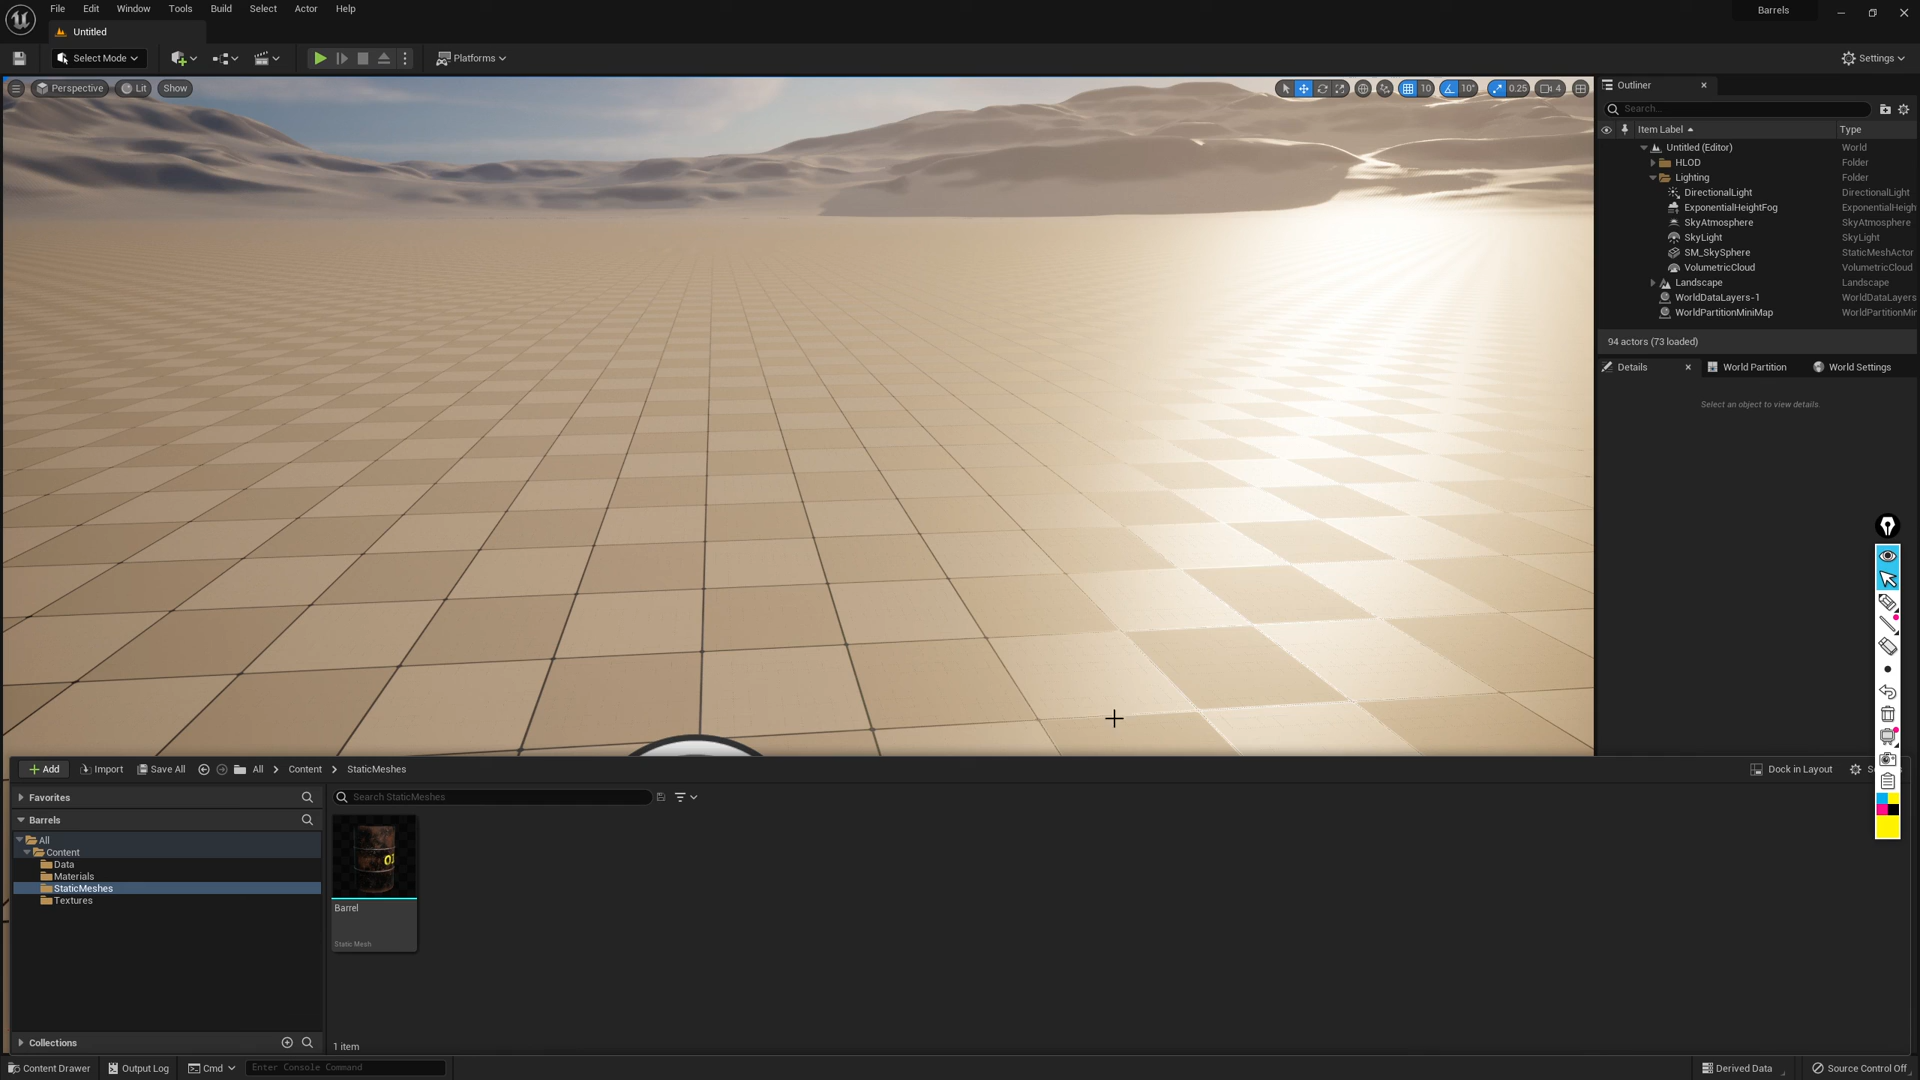 File Edit Window Tools Build Select Actor Help
Barrels
Untitled
Select Mode
Platforms
Settings
Perspective Lit Show
10 10° 0.25 4
Outliner
Search...
Item Label Type
Untitled (Editor) World
HLOD Folder
Lighting Folder
DirectionalLight DirectionalLight
ExponentialHeightFog ExponentialHeigh
SkyAtmosphere SkyAtmosphere
SkyLight SkyLight
SM_SkySphere StaticMeshActor
VolumetricCloud VolumetricCloud
Landscape Landscape
WorldDataLayers-1 WorldDataLayers
WorldPartitionMiniMap WorldPartitionMir
94 actors (73 loaded)
Details World Partition World Settings
Select an object to view details.
Add Import Save All All Content StaticMeshes
Dock in Layout
Favorites
Search StaticMeshes
Barrels
All
Content
Data
Materials
StaticMeshes
Textures
Barrel
Static Mesh
Collections
1 item
Content Drawer Output Log Cmd Enter Console Command
Derived Data Source Control Off